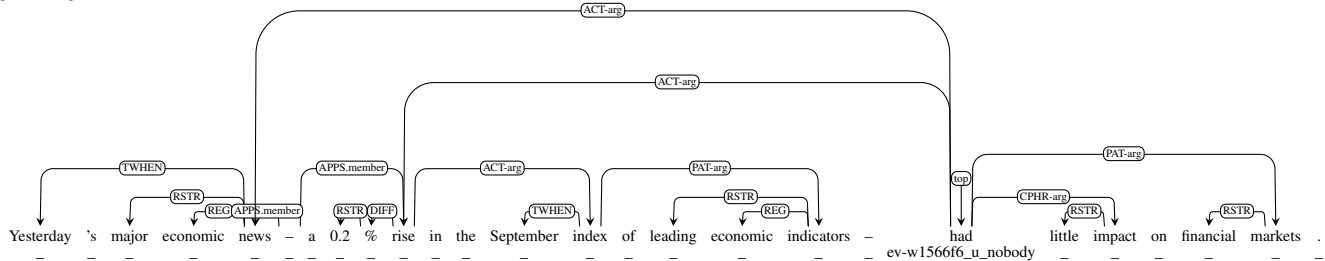 ACT-arg
ACT-arg
PAT-arg
TWHEN APPS.member ACT-arg PAT-arg
top
RSTR RSTR CPHR-arg
REG APPS.member RSTR DIFF TWHEN REG RSTR RSTR
Yesterday 's major economic news – a 0.2 % rise in the September index of leading economic indicators – had little impact on financial markets .
_ _ _ _ _ _ _ _ _ _ _ _ _ _ _ _ _ _ _ ev-w1566f6_u_nobody _ _ _ _ _ _